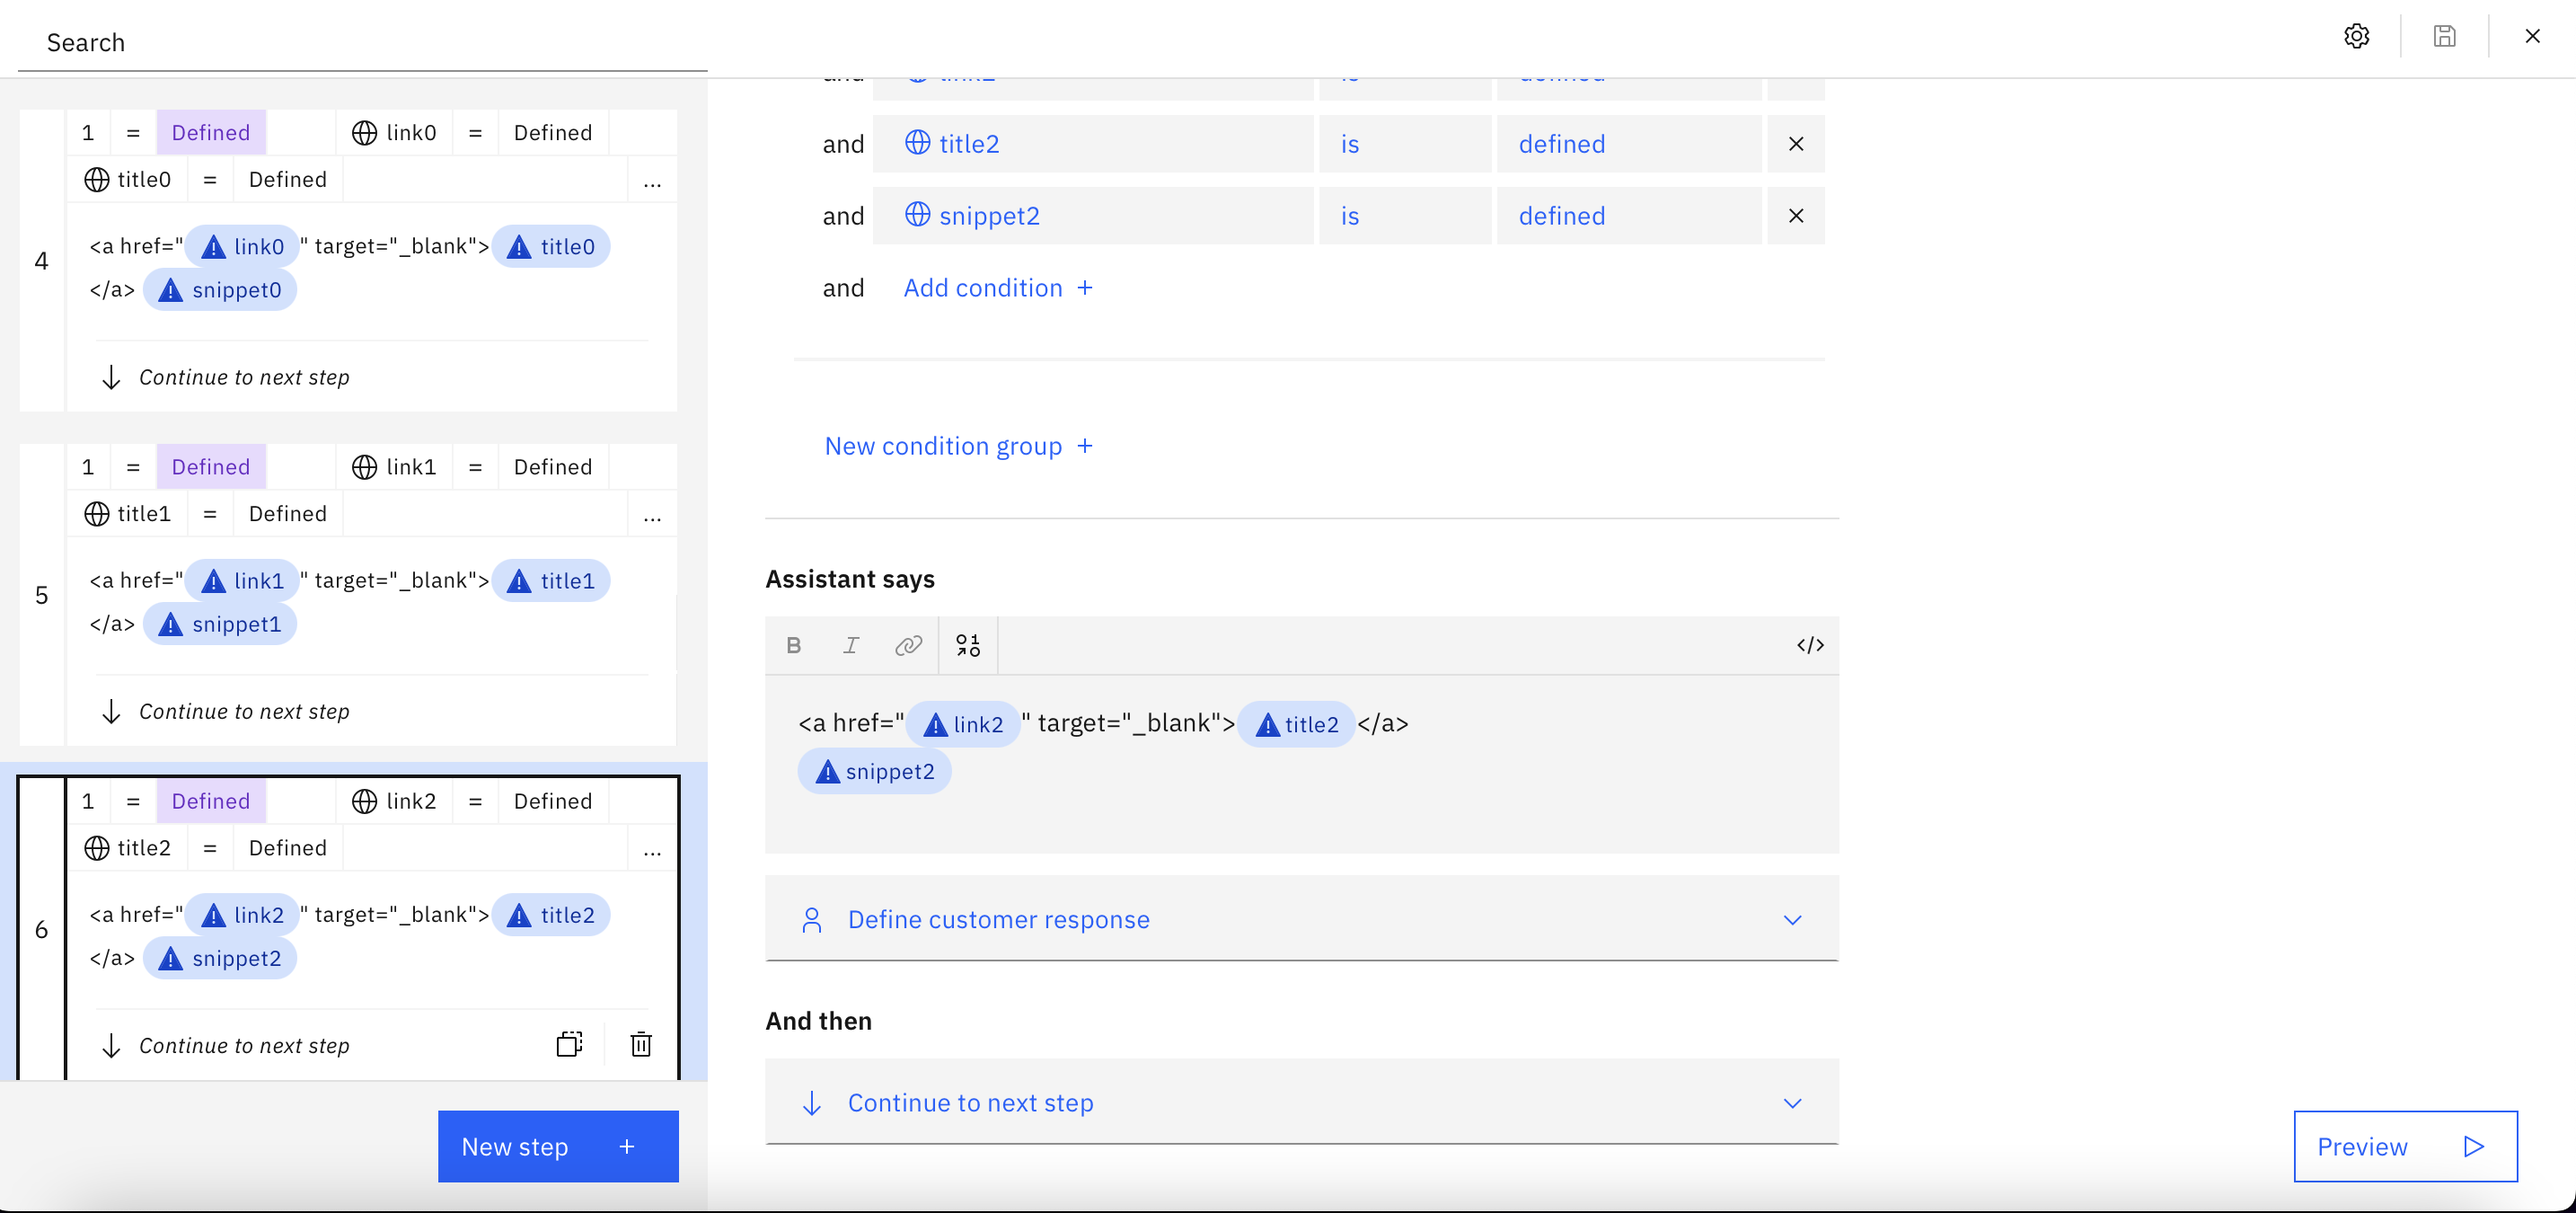 Search
1 = Defined link0 = Defined
title0 = Defined ...
4
<a href="link0" target="_blank">title0
</a> snippet0
Continue to next step
1 = Defined link1 = Defined
title1 = Defined ...
5
<a href="link1" target="_blank">title1
</a> snippet1
Continue to next step
1 = Defined link2 = Defined
title2 = Defined ...
6
<a href="link2" target="_blank">title2
</a> snippet2
Continue to next step
New step +
and link2 is defined
and title2 is defined
and snippet2 is defined
and Add condition +
New condition group +
Assistant says
B I </>
<a href="link2" target="_blank">title2</a>
snippet2
Define customer response
And then
Continue to next step
Preview